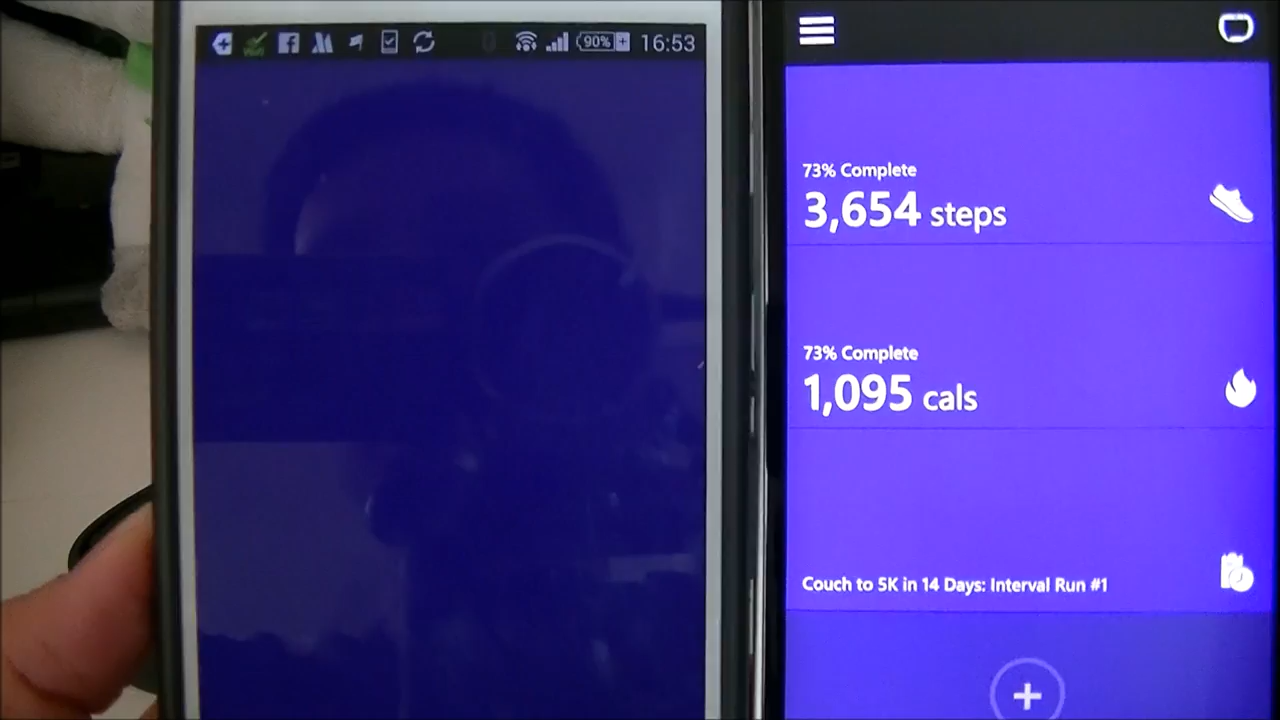 90% 16:53
73% Complete
3,654 steps
73% Complete
1,095 cals
Couch to 5K in 14 Days: Interval Run #1